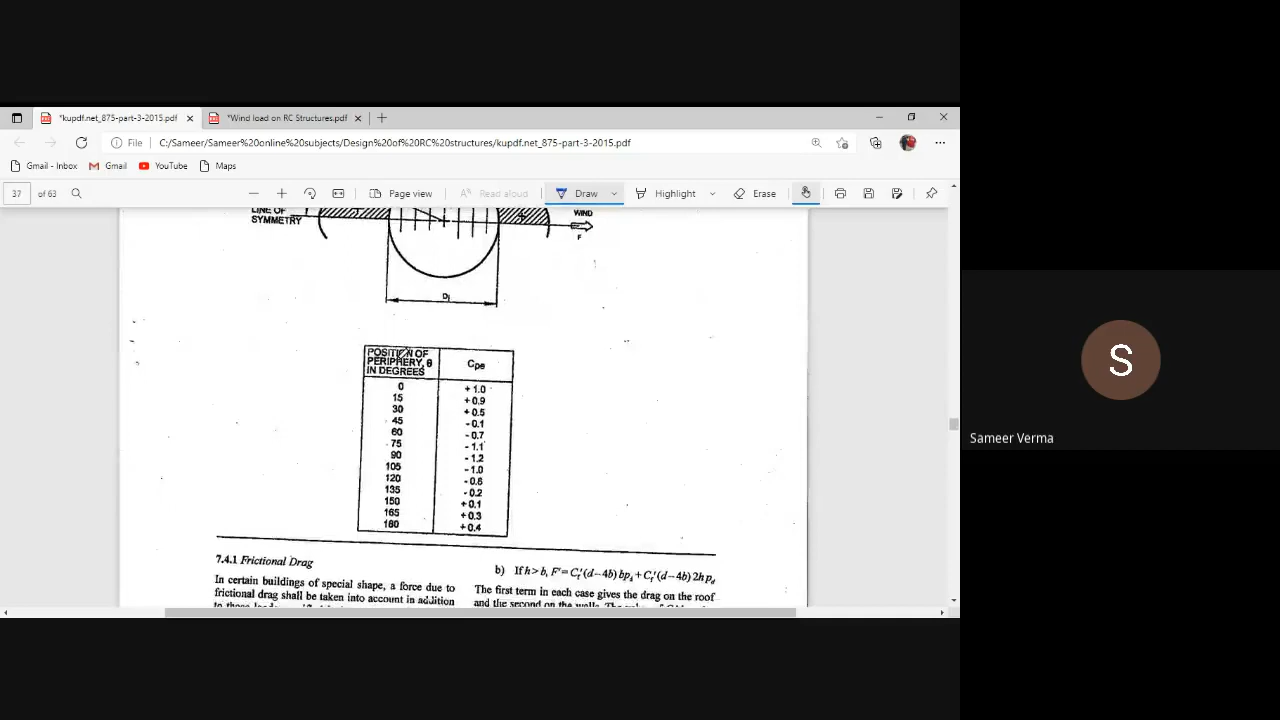 *kupdf.net_875-part-3-2015.pdf
*Wind load on RC Structures.pdf
File
C:/Sameer/Sameer%20online%20subjects/Design%20of%20RC%20structures/kupdf.net_875-part-3-2015.pdf
Gmail - Inbox
Gmail
YouTube
Maps
37 of 63
Page view
Read aloud
Draw
Highlight
Erase
LINE OF
SYMMETRY
WIND
F
POSITION OF
PERIPHERY, θ
IN DEGREES
Cpe
0 +1.0
15 +0.9
30 +0.5
45 -0.1
60 -0.7
75 -1.1
90 -1.2
105 -1.0
120 -0.6
135 -0.2
150 +0.1
165 +0.3
180 +0.4
7.4.1 Frictional Drag
In certain buildings of special shape, a force due to
frictional drag shall be taken into account in addition
b) If h > b, F' = Cf'(d−4b) bpd + Cf'(d−4b) 2h pd
The first term in each case gives the drag on the roof
and the second on the walls. The
S
Sameer Verma